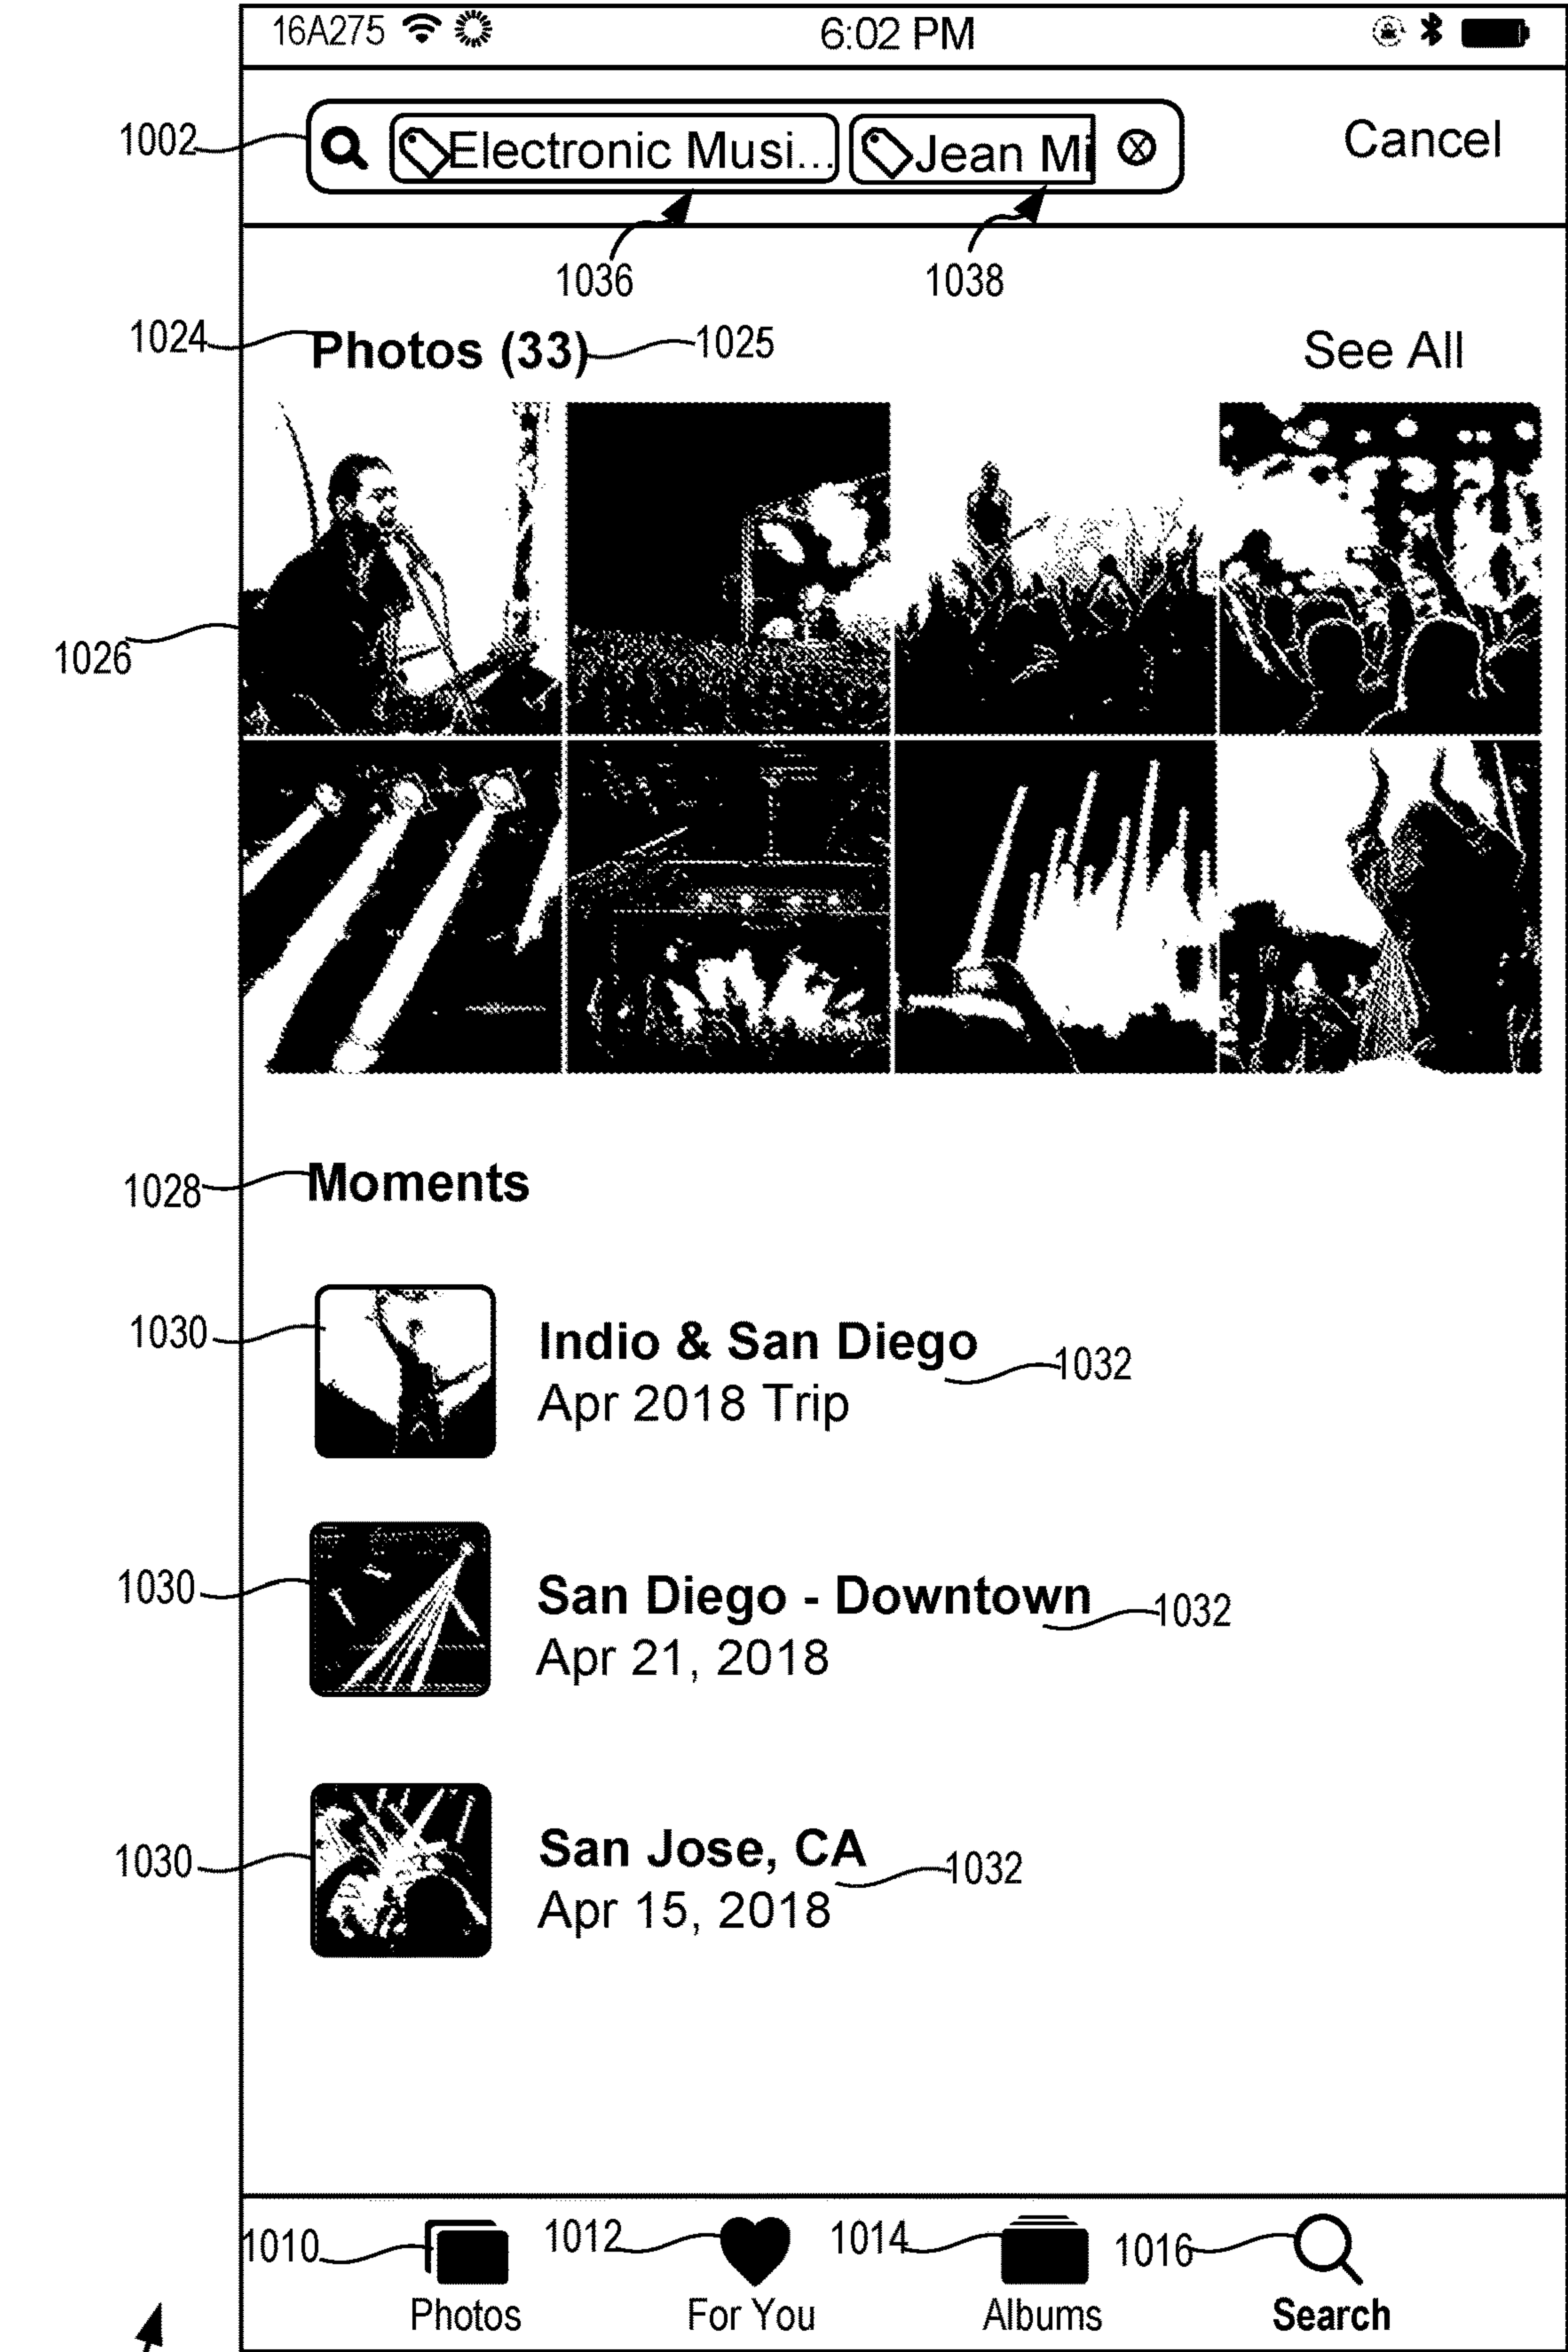 16A275 6:02 PM
1002 Electronic Musi... Jean Mi Cancel
1036 1038
1024 Photos (33) 1025 See All
1026
1028 Moments
1030 Indio & San Diego 1032
Apr 2018 Trip
1030 San Diego - Downtown 1032
Apr 21, 2018
1030 San Jose, CA 1032
Apr 15, 2018
1010 1012 1014 1016
Photos For You Albums Search